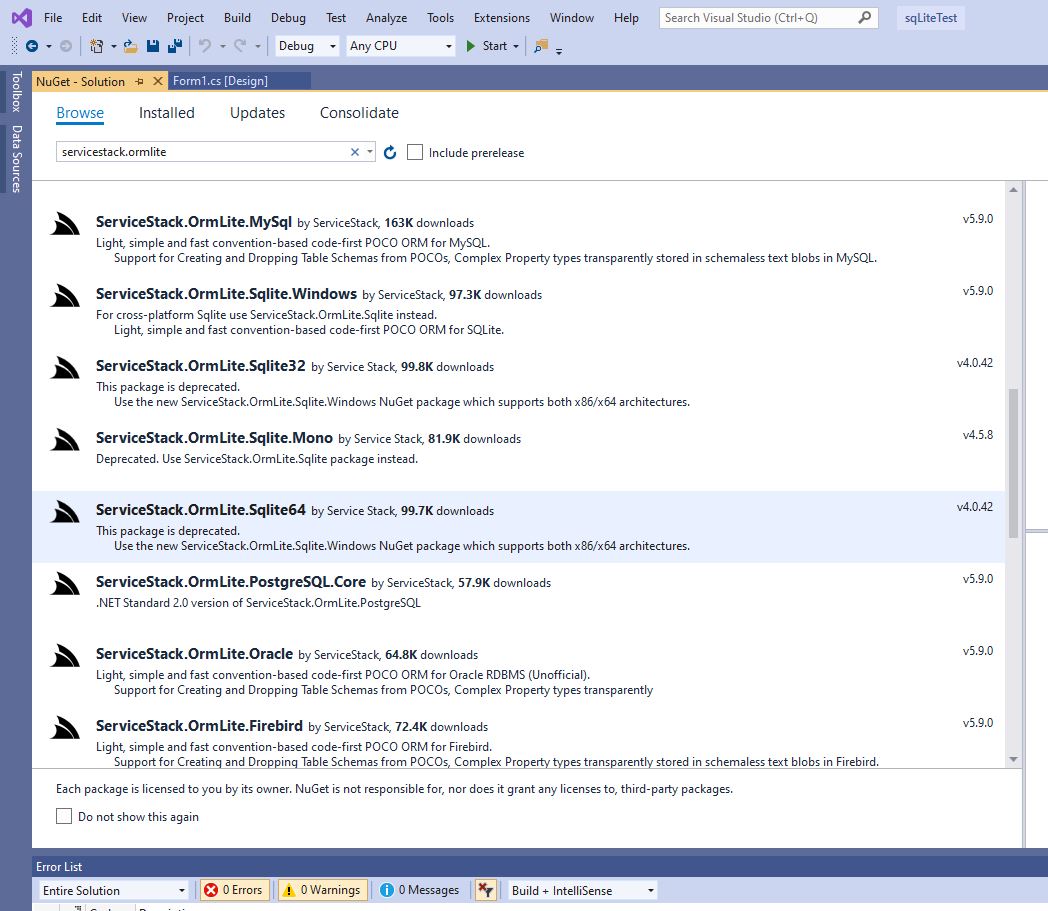 File Edit View Project Build Debug Test Analyze Tools Extensions Window Help Search Visual Studio (Ctrl+Q) sqLiteTest
Debug Any CPU Start
Toolbox
Data Sources
NuGet - Solution Form1.cs [Design]
Browse Installed Updates Consolidate
servicestack.ormlite Include prerelease
ServiceStack.OrmLite.MySql by ServiceStack, 163K downloads v5.9.0
Light, simple and fast convention-based code-first POCO ORM for MySQL.
Support for Creating and Dropping Table Schemas from POCOs, Complex Property types transparently stored in schemaless text blobs in MySQL.
ServiceStack.OrmLite.Sqlite.Windows by ServiceStack, 97.3K downloads v5.9.0
For cross-platform Sqlite use ServiceStack.OrmLite.Sqlite instead.
Light, simple and fast convention-based code-first POCO ORM for SQLite.
ServiceStack.OrmLite.Sqlite32 by Service Stack, 99.8K downloads v4.0.42
This package is deprecated.
Use the new ServiceStack.OrmLite.Sqlite.Windows NuGet package which supports both x86/x64 architectures.
ServiceStack.OrmLite.Sqlite.Mono by Service Stack, 81.9K downloads v4.5.8
Deprecated. Use ServiceStack.OrmLite.Sqlite package instead.
ServiceStack.OrmLite.Sqlite64 by Service Stack, 99.7K downloads v4.0.42
This package is deprecated.
Use the new ServiceStack.OrmLite.Sqlite.Windows NuGet package which supports both x86/x64 architectures.
ServiceStack.OrmLite.PostgreSQL.Core by ServiceStack, 57.9K downloads v5.9.0
.NET Standard 2.0 version of ServiceStack.OrmLite.PostgreSQL
ServiceStack.OrmLite.Oracle by ServiceStack, 64.8K downloads v5.9.0
Light, simple and fast convention-based code-first POCO ORM for Oracle RDBMS (Unofficial).
Support for Creating and Dropping Table Schemas from POCOs, Complex Property types transparently
ServiceStack.OrmLite.Firebird by ServiceStack, 72.4K downloads v5.9.0
Light, simple and fast convention-based code-first POCO ORM for Firebird.
Support for Creating and Dropping Table Schemas from POCOs, Complex Property types transparently stored in schemaless text blobs in Firebird.
Each package is licensed to you by its owner. NuGet is not responsible for, nor does it grant any licenses to, third-party packages.
Do not show this again
Error List
Entire Solution 0 Errors 0 Warnings 0 Messages Build + IntelliSense